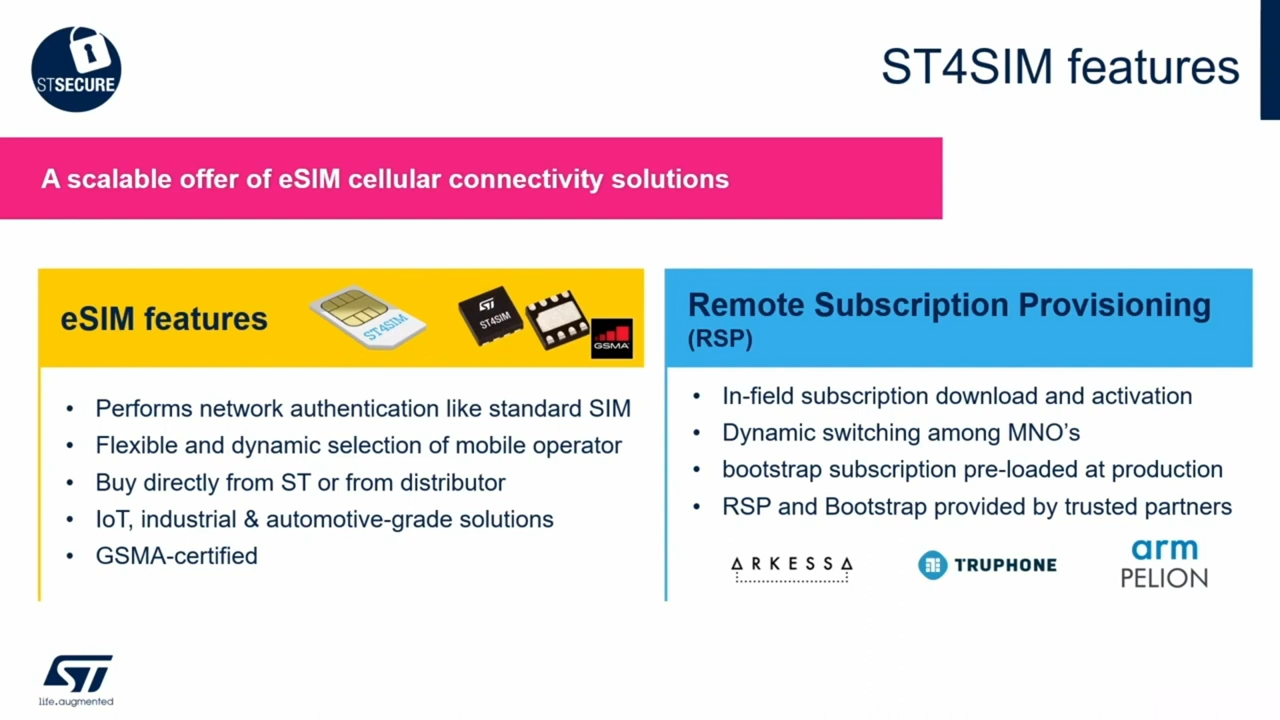 STSECURE
ST4SIM features
A scalable offer of eSIM cellular connectivity solutions
eSIM features
ST4SIM
ST
ST4SIM
GSMA
• Performs network authentication like standard SIM
• Flexible and dynamic selection of mobile operator
• Buy directly from ST or from distributor
• IoT, industrial & automotive-grade solutions
• GSMA-certified
Remote Subscription Provisioning
(RSP)
• In-field subscription download and activation
• Dynamic switching among MNO's
• bootstrap subscription pre-loaded at production
• RSP and Bootstrap provided by trusted partners
ARKESSA
TRUPHONE
arm
PELION
ST
life.augmented